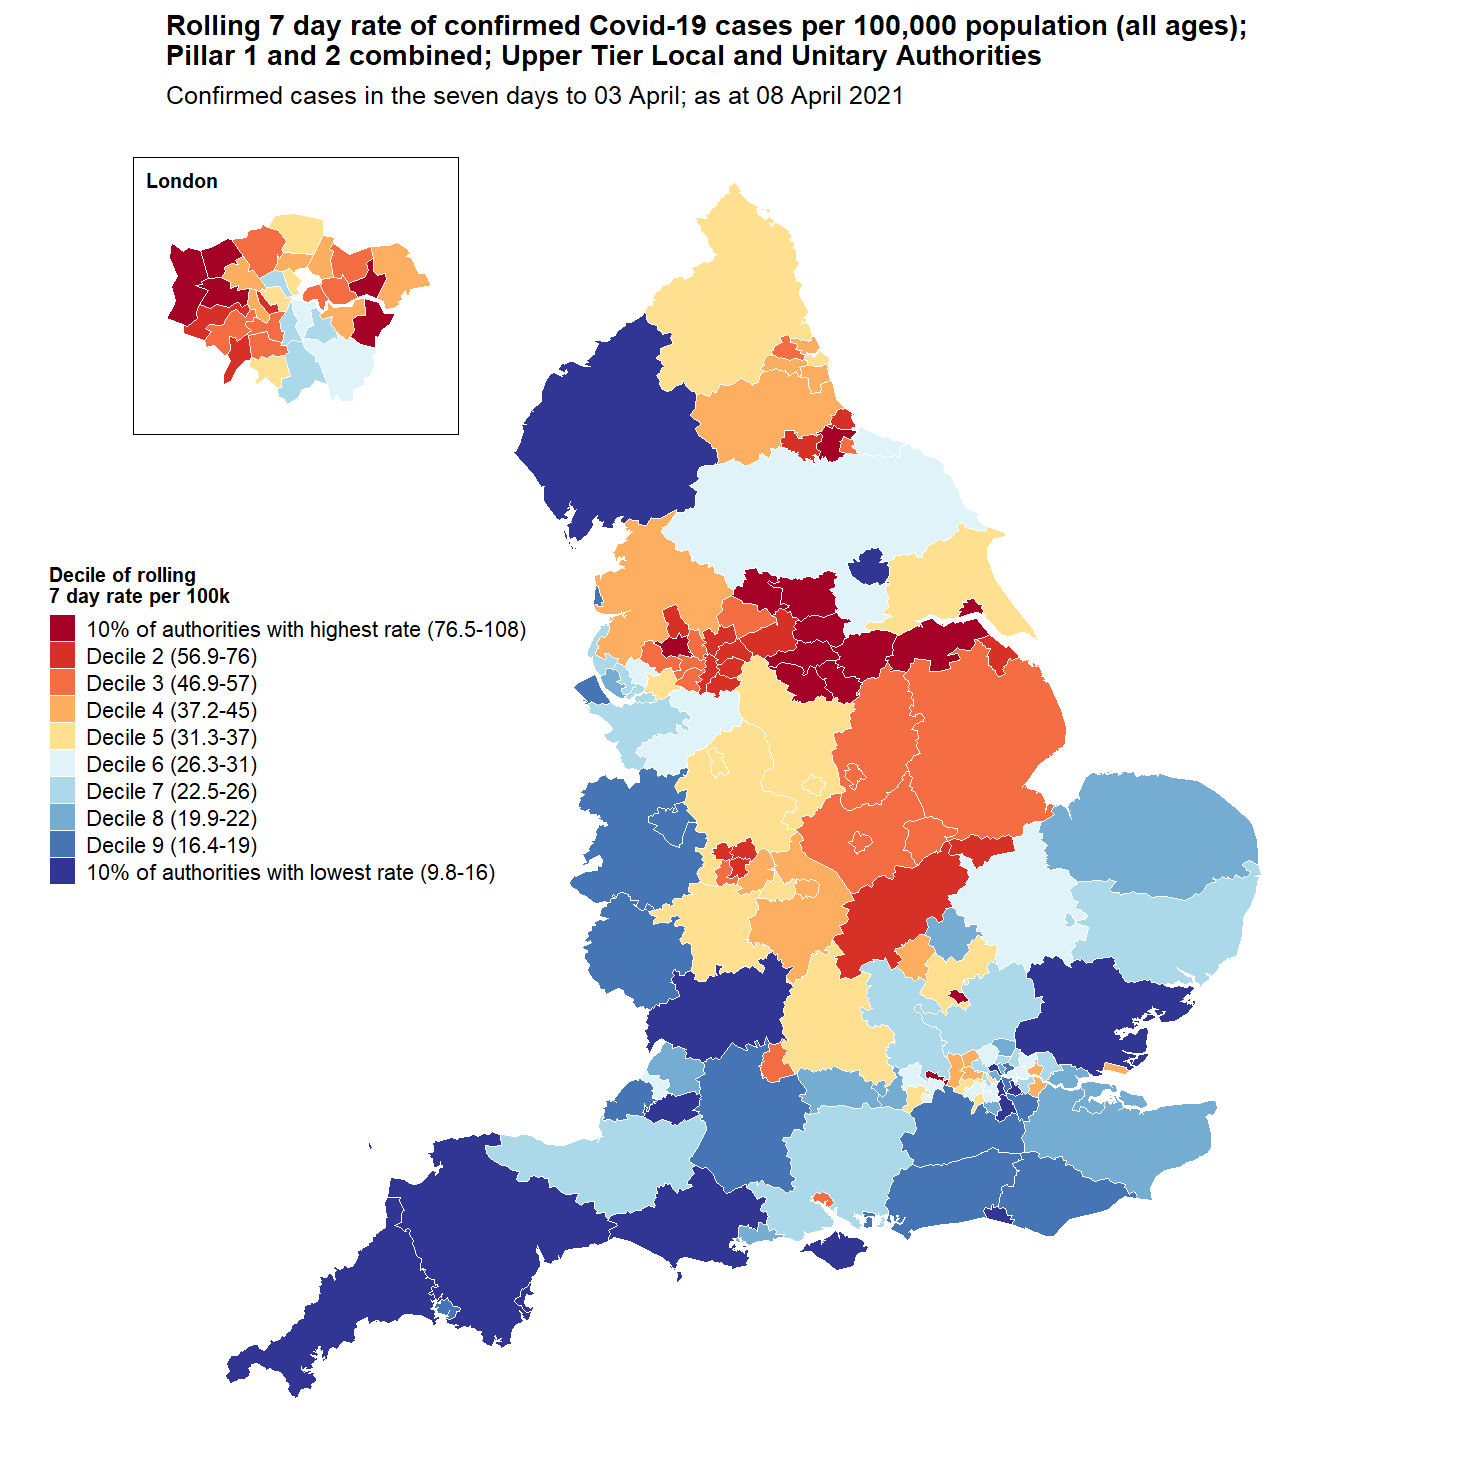 Rolling 7 day rate of confirmed Covid-19 cases per 100,000 population (all ages);
Pillar 1 and 2 combined; Upper Tier Local and Unitary Authorities
Confirmed cases in the seven days to 03 April; as at 08 April 2021
London
Decile of rolling
7 day rate per 100k
10% of authorities with highest rate (76.5-108)
Decile 2 (56.9-76)
Decile 3 (46.9-57)
Decile 4 (37.2-45)
Decile 5 (31.3-37)
Decile 6 (26.3-31)
Decile 7 (22.5-26)
Decile 8 (19.9-22)
Decile 9 (16.4-19)
10% of authorities with lowest rate (9.8-16)